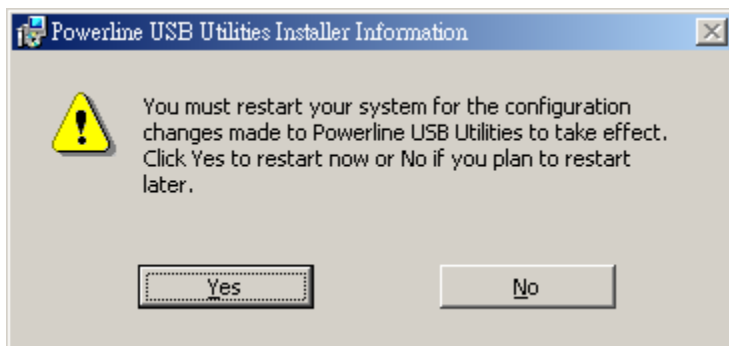 Powerline USB Utilities Installer Information
You must restart your system for the configuration
changes made to Powerline USB Utilities to take effect.
Click Yes to restart now or No if you plan to restart
later.
Yes
No